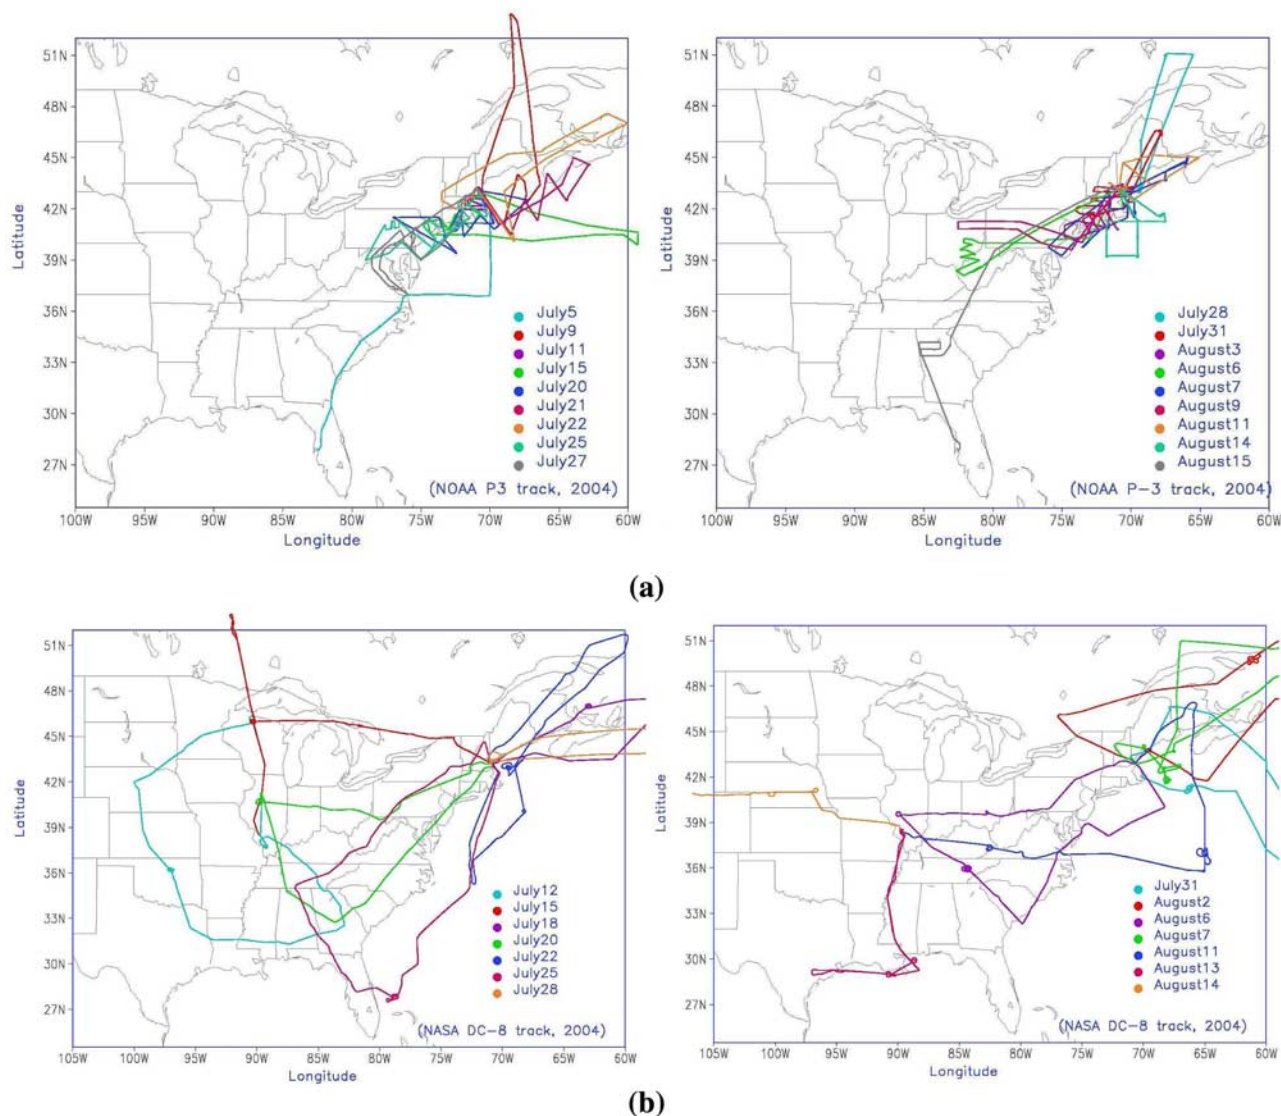 51N
48N
45N
42N
39N
36N
33N
30N
27N
Latitude
July5
July9
July11
July15
July20
July21
July22
July25
July27
(NOAA P3 track, 2004)
100W 95W 90W 85W 80W 75W 70W 65W 60W
Longitude
51N
48N
45N
42N
39N
36N
33N
30N
27N
Latitude
July28
July31
August3
August6
August7
August9
August11
August14
August15
(NOAA P-3 track, 2004)
100W 95W 90W 85W 80W 75W 70W 65W 60W
Longitude
(a)
51N
48N
45N
42N
39N
36N
33N
30N
27N
Latitude
July12
July15
July18
July20
July22
July25
July28
(NASA DC-8 track, 2004)
105W 100W 95W 90W 85W 80W 75W 70W 65W 60W
Longitude
51N
48N
45N
42N
39N
36N
33N
30N
27N
Latitude
July31
August2
August6
August7
August11
August13
August14
(NASA DC-8 track, 2004)
105W 100W 95W 90W 85W 80W 75W 70W 65W 60W
Longitude
(b)